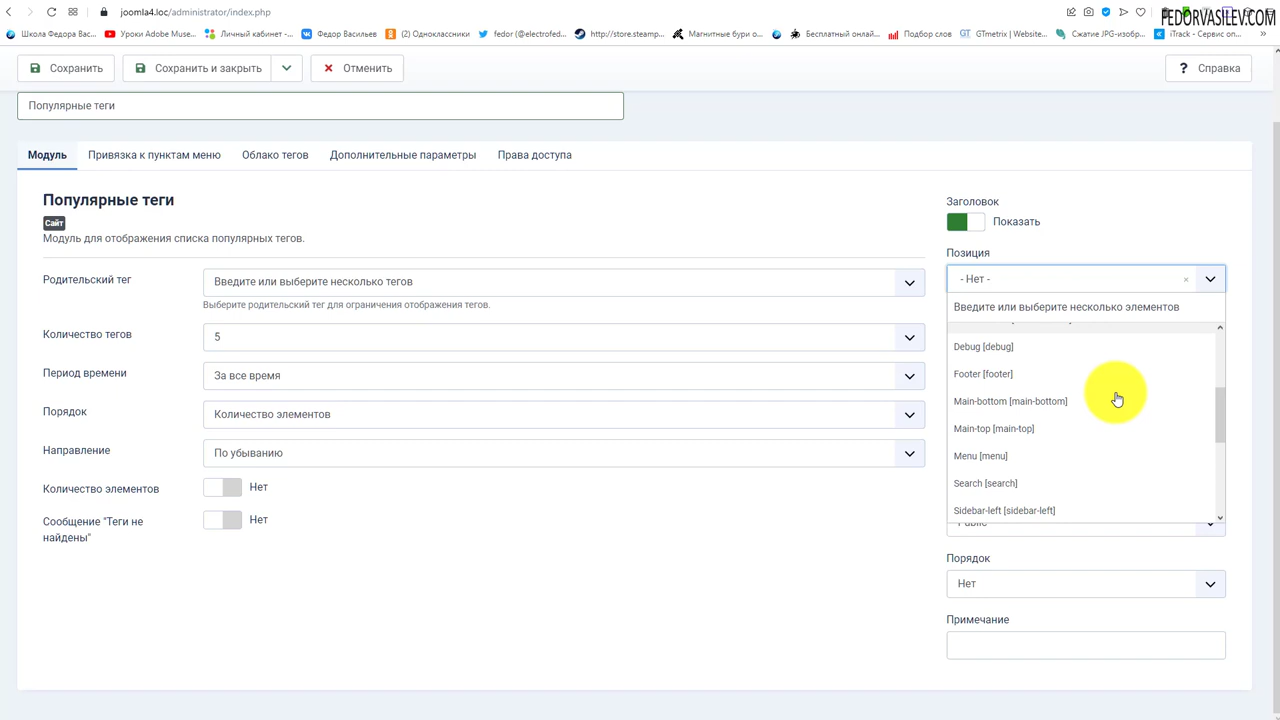 joomla4.loc/administrator/index.php
FEDORVASILEV.COM
Школа Федора Вас...
Уроки Adobe Muse...
Личный кабинет -...
Федор Васильев
(2) Одноклассники
fedor (@electrofed...
http://store.steamp...
Магнитные бури о...
Бесплатный онлай...
Подбор слов
GTmetrix | Website...
Сжатие JPG-изобр...
iTrack - Сервис оп...
Сохранить
Сохранить и закрыть
Отменить
Справка
Популярные теги
Модуль
Привязка к пунктам меню
Облако тегов
Дополнительные параметры
Права доступа
Популярные теги
Сайт
Модуль для отображения списка популярных тегов.
Родительский тег
Введите или выберите несколько тегов
Выберите родительский тег для ограничения отображения тегов.
Количество тегов
5
Период времени
За все время
Порядок
Количество элементов
Направление
По убыванию
Количество элементов
Нет
Сообщение "Теги не
найдены"
Нет
Заголовок
Показать
Позиция
- Нет -
Введите или выберите несколько элементов
Debug [debug]
Footer [footer]
Main-bottom [main-bottom]
Main-top [main-top]
Menu [menu]
Search [search]
Sidebar-left [sidebar-left]
Public
Порядок
Нет
Примечание